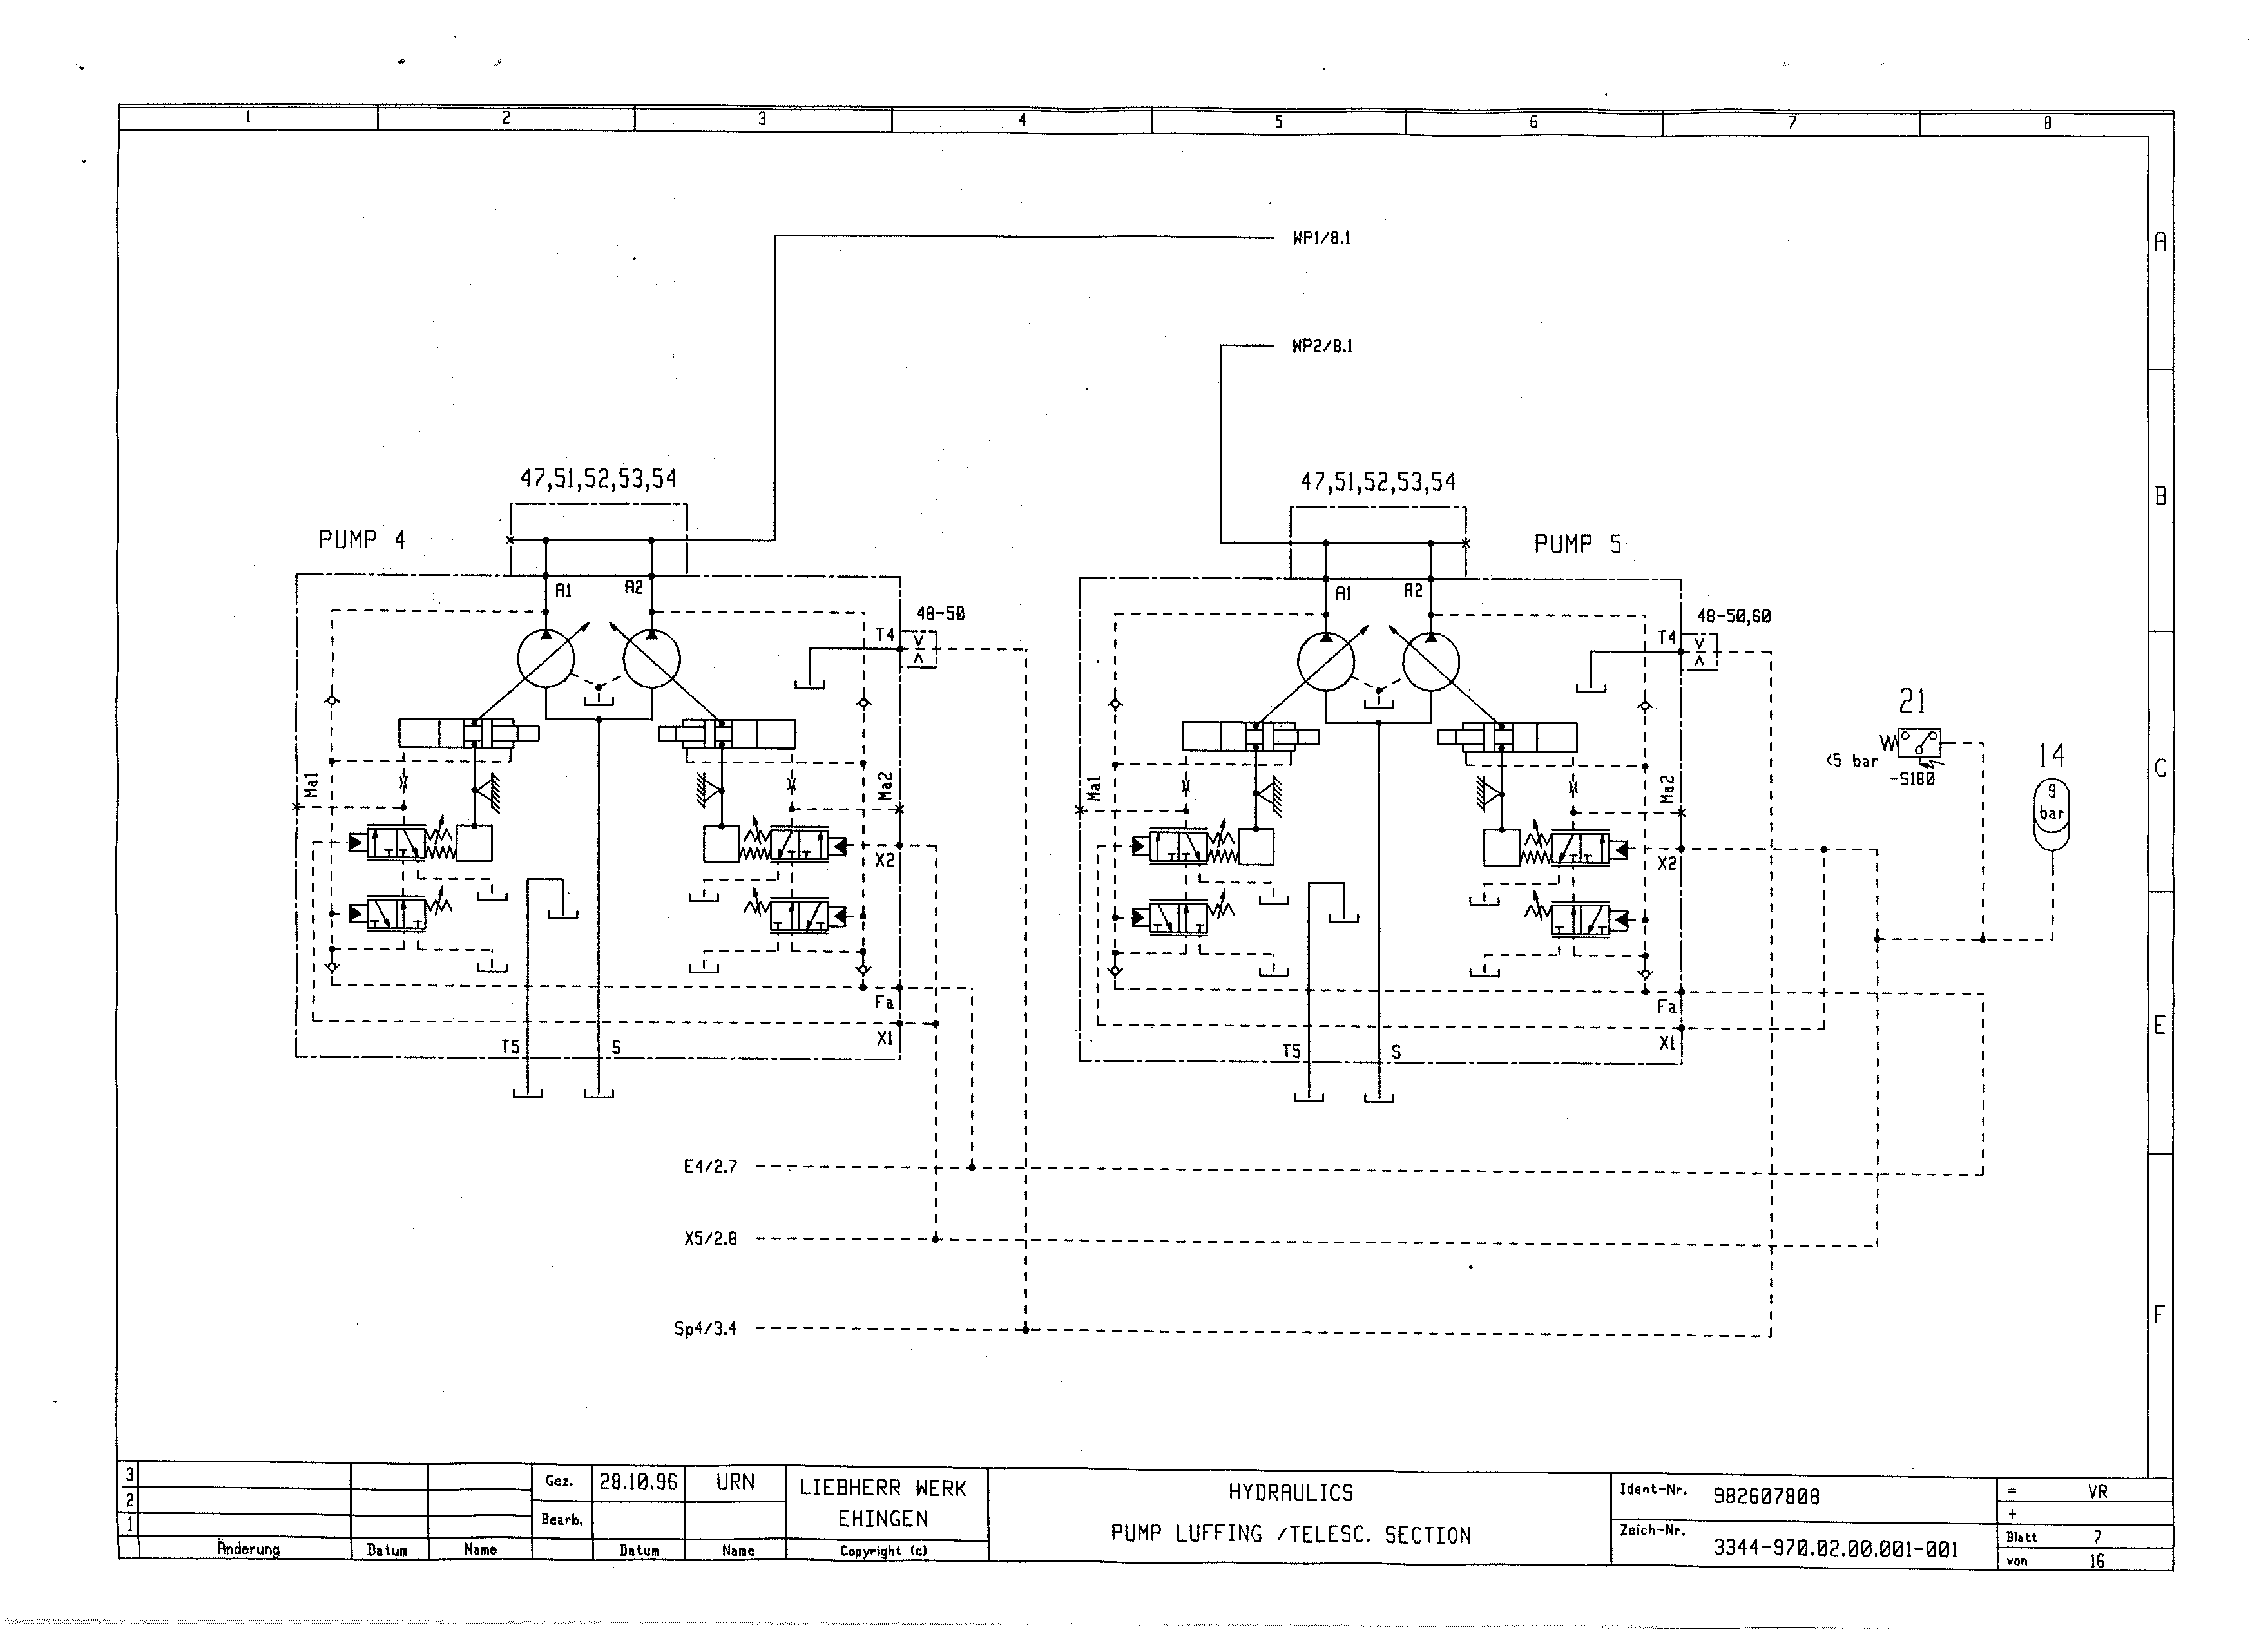 1 2 3 4 5 6 7 8
A
WP1/8.1
WP2/8.1
47,51,52,53,54
47,51,52,53,54
B
PUMP 4
PUMP 5
A1 A2
A1 A2
48-50
48-50,60
T4
T4
21
<5 bar
-S180
14
9
bar
C
Ma1
Ma2
Ma1
Ma2
X2
X2
Fa
Fa
X1
X1
E
T5 S
T5 S
E4/2.7
X5/2.8
Sp4/3.4
F
3
2
1
Änderung Datum Name
Gez. 28.10.96 URN
Bearb.
Datum Name
LIEBHERR WERK
EHINGEN
Copyright (c)
HYDRAULICS
PUMP LUFFING /TELESC. SECTION
Ident-Nr. 982607808
Zeich-Nr. 3344-970.02.00.001-001
= VR
+
Blatt 7
von 16